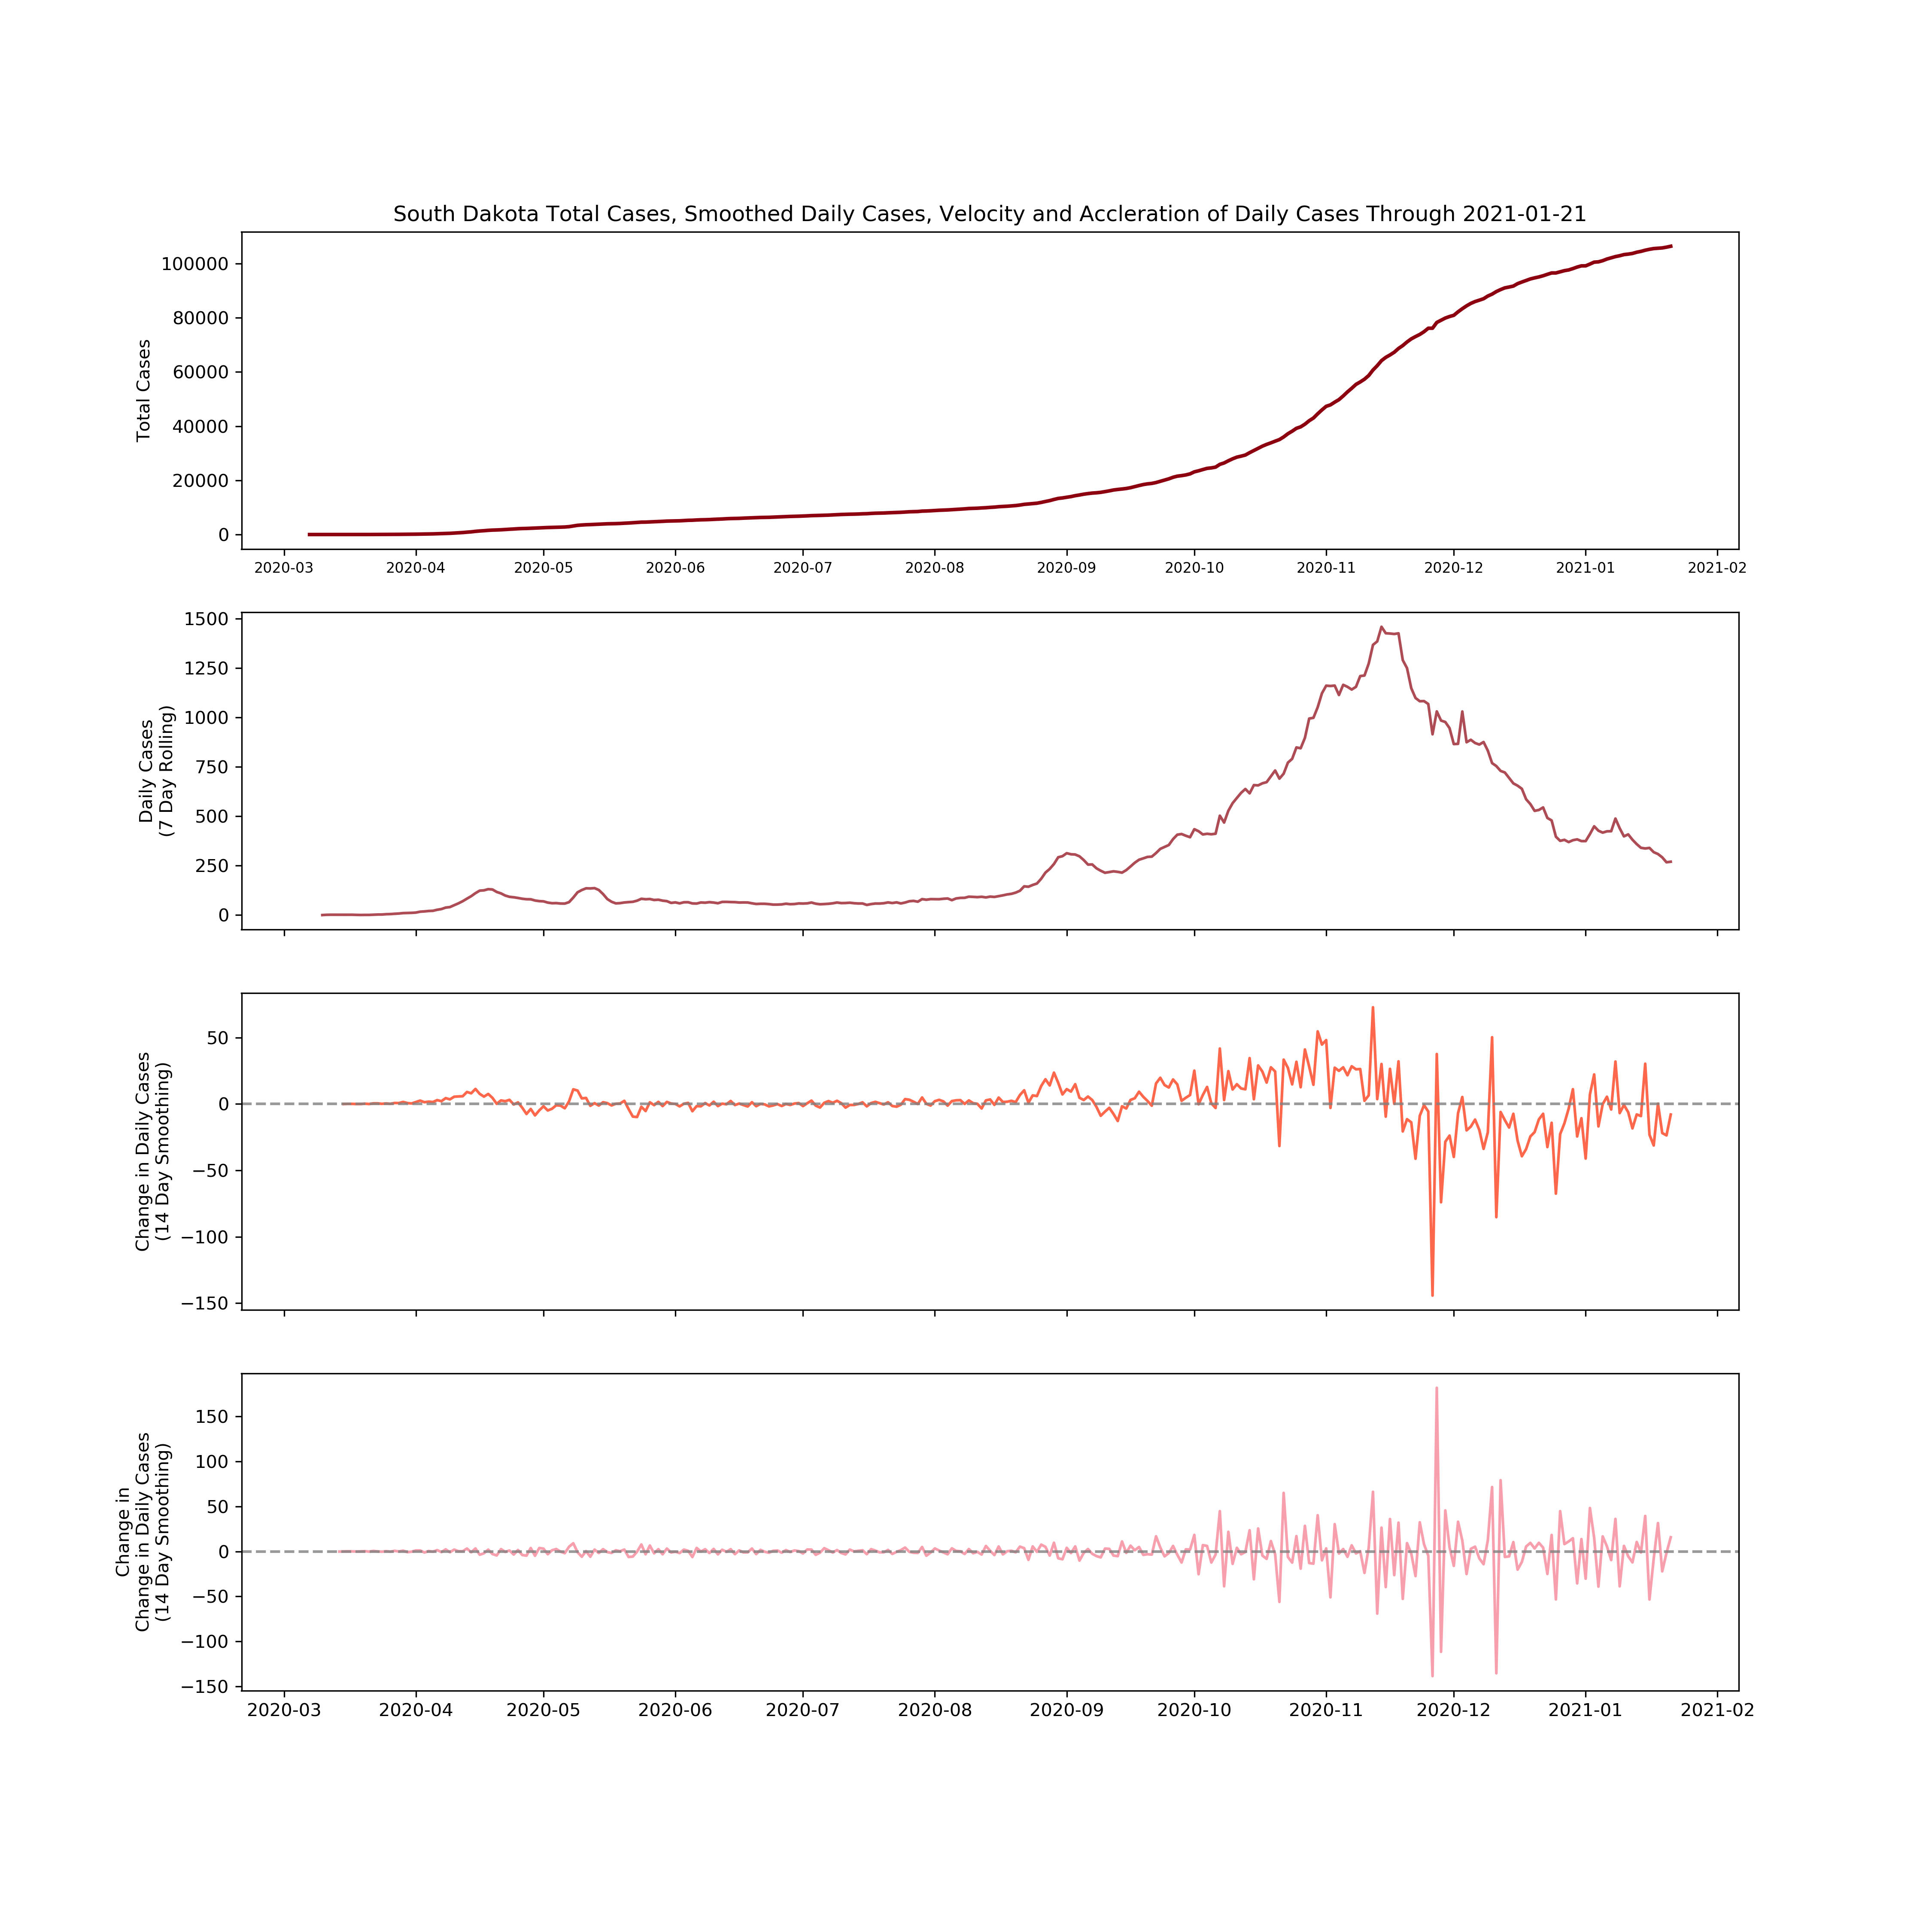 South Dakota Total Cases, Smoothed Daily Cases, Velocity and Accleration of Daily Cases Through 2021-01-21
Total Cases
100000
80000
60000
40000
20000
0
2020-03 2020-04 2020-05 2020-06 2020-07 2020-08 2020-09 2020-10 2020-11 2020-12 2021-01 2021-02
Daily Cases
(7 Day Rolling)
1500
1250
1000
750
500
250
0
Change in Daily Cases
(14 Day Smoothing)
50
0
−50
−100
−150
Change in
Change in Daily Cases
(14 Day Smoothing)
150
100
50
0
−50
−100
−150
2020-03 2020-04 2020-05 2020-06 2020-07 2020-08 2020-09 2020-10 2020-11 2020-12 2021-01 2021-02